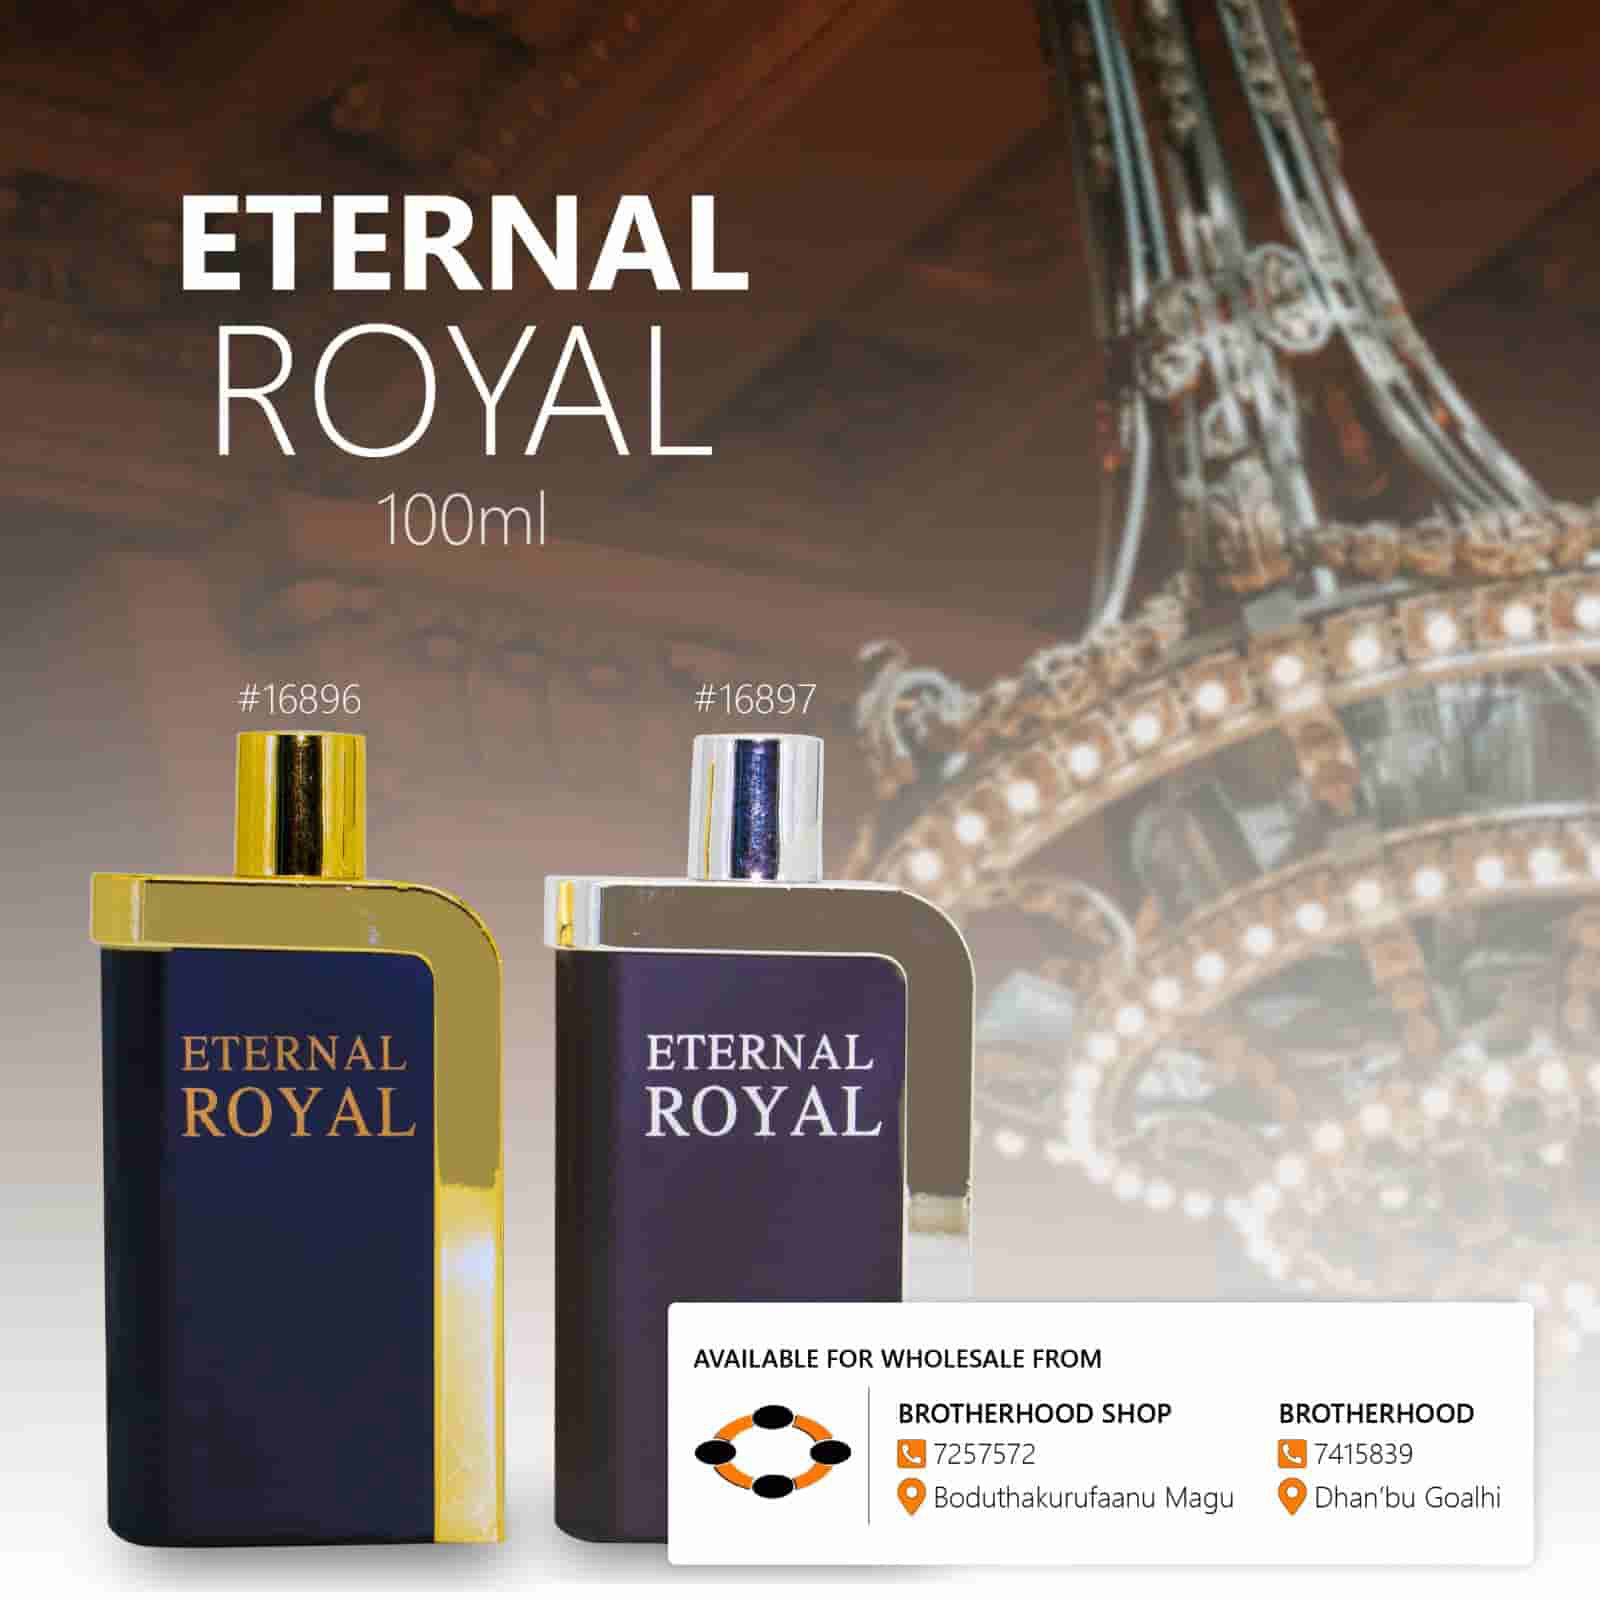 ETERNAL
ROYAL
100ml
#16896
#16897
ETERNAL
ROYAL
ETERNAL
ROYAL
AVAILABLE FOR WHOLESALE FROM
BROTHERHOOD SHOP
7257572
Boduthakurufaanu Magu
BROTHERHOOD
7415839
Dhan'bu Goalhi